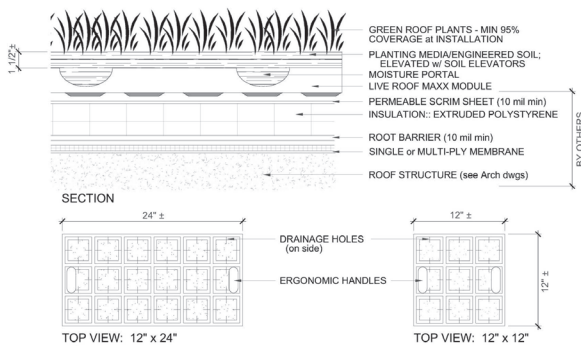 GREEN ROOF PLANTS - MIN 95%
COVERAGE at INSTALLATION
1 1/2"±
PLANTING MEDIA/ENGINEERED SOIL;
ELEVATED w/ SOIL ELEVATORS
MOISTURE PORTAL
LIVE ROOF MAXX MODULE
PERMEABLE SCRIM SHEET (10 mil min)
INSULATION:: EXTRUDED POLYSTYRENE
ROOT BARRIER (10 mil min)
SINGLE or MULTI-PLY MEMBRANE
ROOF STRUCTURE (see Arch dwgs)
BY OTHERS
SECTION
24" ±
12" ±
DRAINAGE HOLES
(on side)
ERGONOMIC HANDLES
12" ±
TOP VIEW: 12" x 24"
TOP VIEW: 12" x 12"